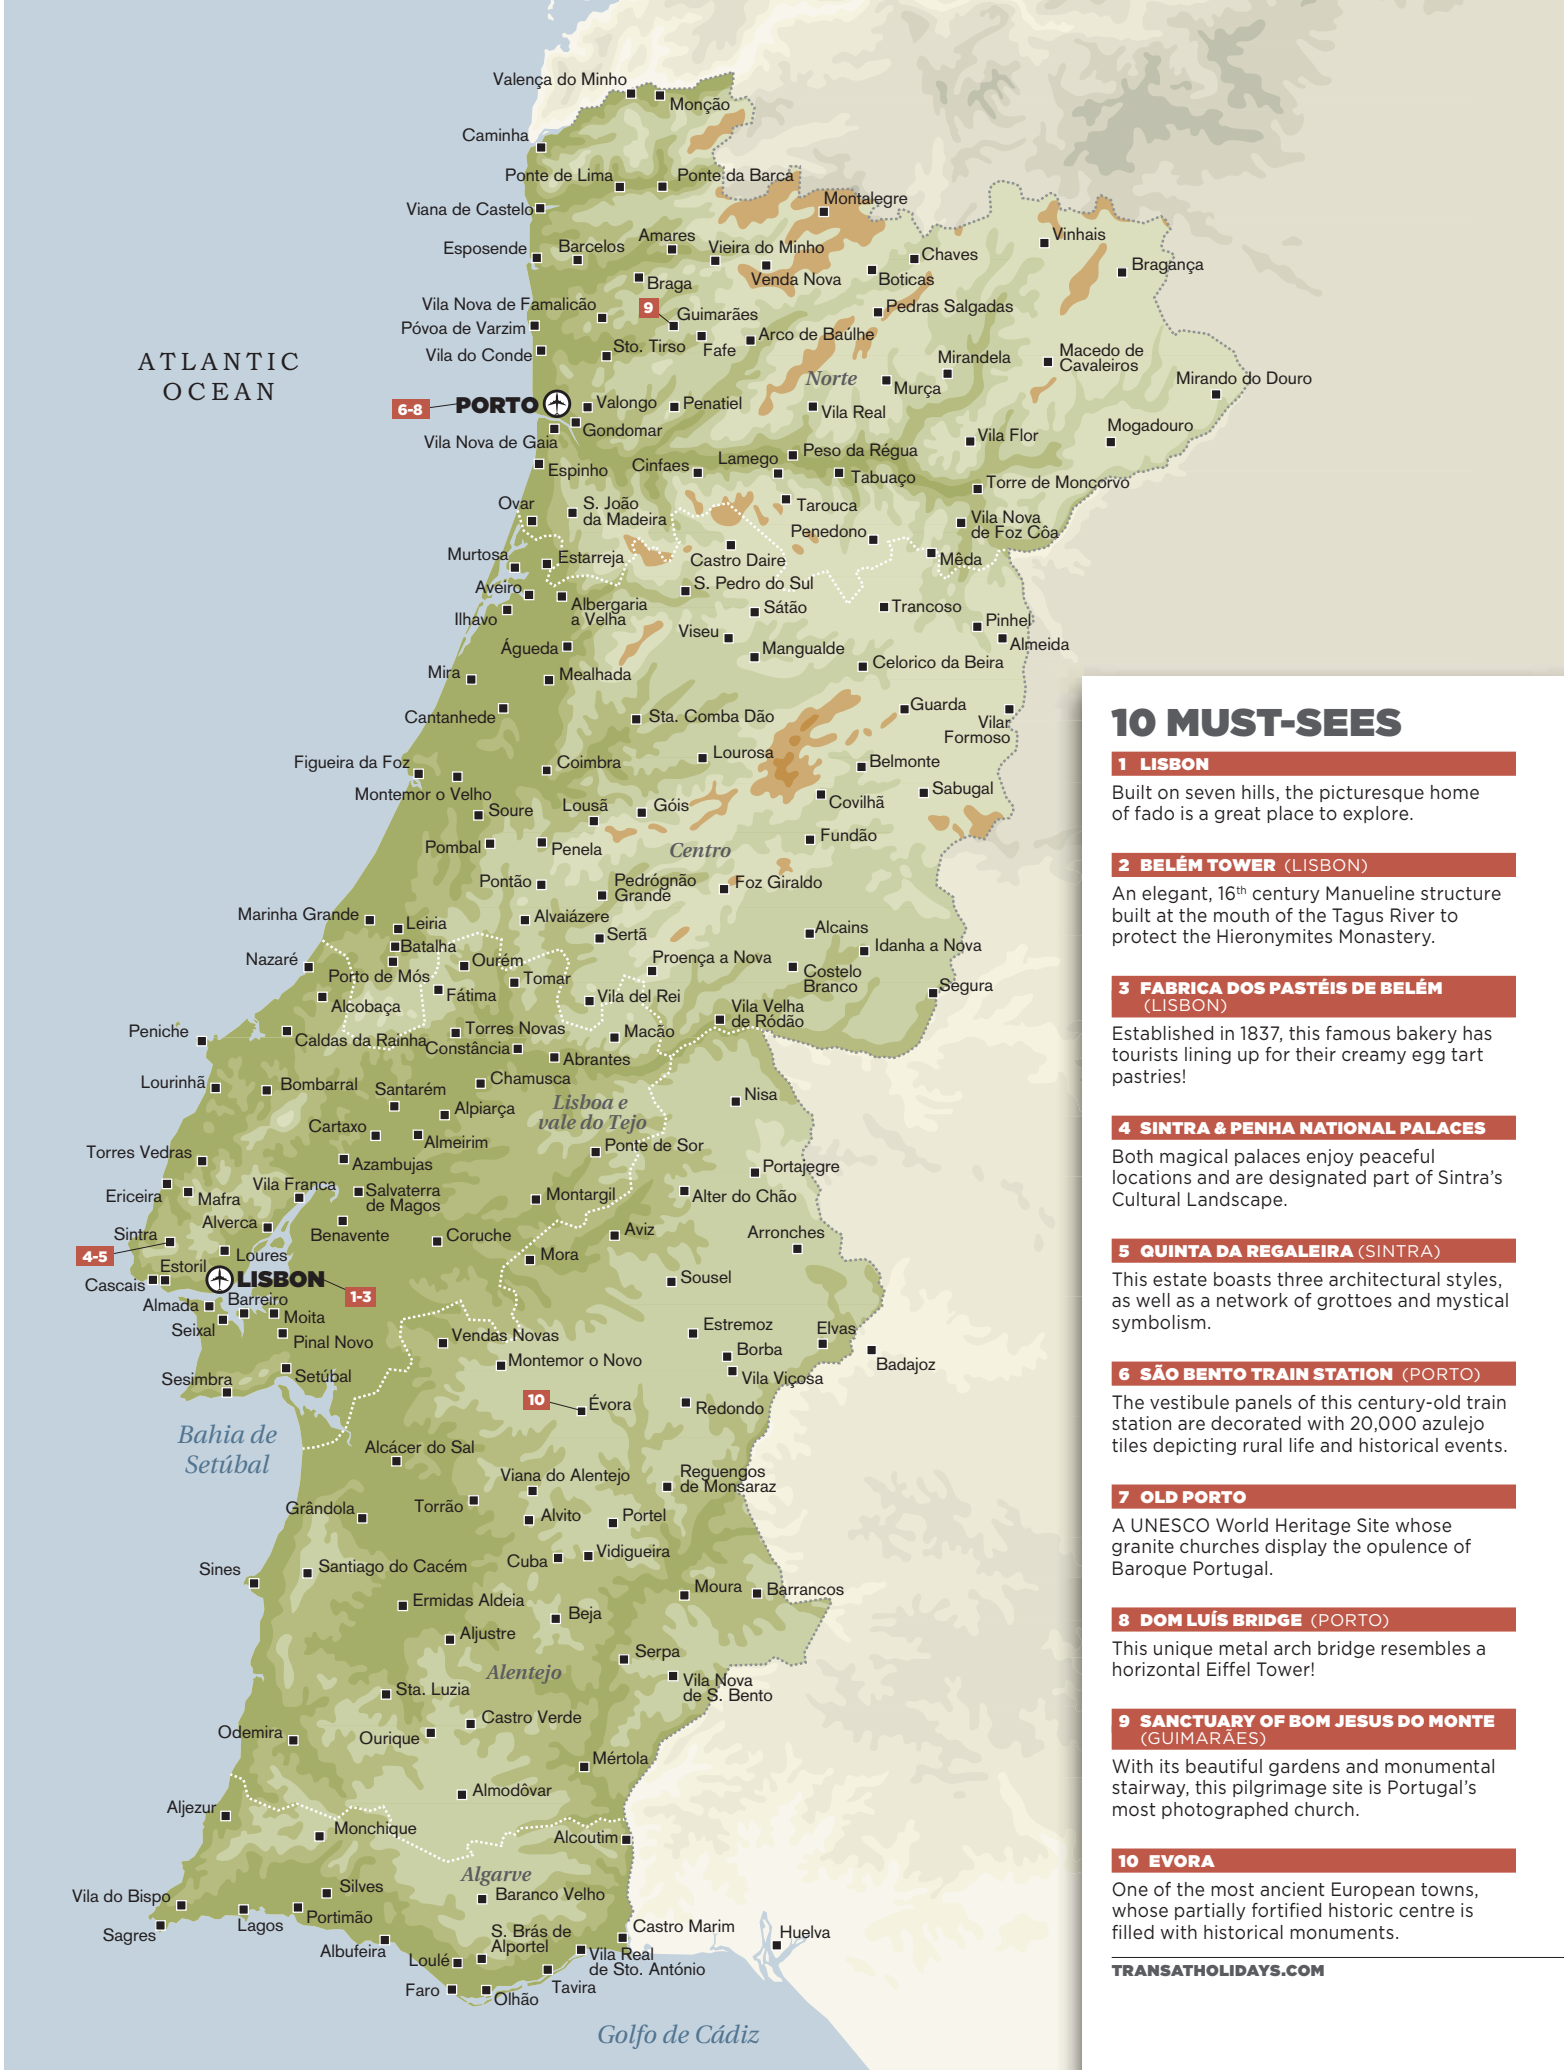 Valença do Minho
Monção
Caminha
Ponte de Lima
Ponte da Barca
Montalegre
Viana de Castelo
Vinhais
Amares
Esposende
Barcelos
Vieira do Minho
Chaves
Bragança
Braga
Venda Nova
Boticas
Vila Nova de Famalicão
9
Guimarães
Pedras Salgadas
Póvoa de Varzim
Arco de Baúlhe
Vila do Conde
Sto. Tirso
Fafe
Mirandela
Macedo de
Cavaleiros
ATLANTIC
OCEAN
Norte
Murça
Mirando do Douro
6-8
PORTO
Valongo
Penatiel
Vila Real
Gondomar
Vila Nova de Gaia
Vila Flor
Mogadouro
Espinho
Cinfaes
Lamego
Peso da Régua
Tabuaço
Torre de Moncorvo
Ovar
S. João
da Madeira
Tarouca
Penedono
Vila Nova
de Foz Côa
Murtosa
Estarreja
Castro Daire
Mêda
Aveiro
S. Pedro do Sul
Albergaria
a Velha
Sátão
Trancoso
Ilhavo
Pinhel
Viseu
Almeida
Águeda
Mangualde
Celorico da Beira
Mira
Mealhada
Cantanhede
Sta. Comba Dão
Guarda
Vilar
Formoso
Figueira da Foz
Coimbra
Lourosa
Belmonte
Montemor o Velho
Sabugal
Soure
Lousã
Góis
Covilhã
Pombal
Penela
Centro
Fundão
Pontão
Pedrógnão
Grande
Foz Giraldo
Marinha Grande
Leiria
Alvaiázere
Alcains
Batalha
Sertã
Idanha a Nova
Nazaré
Porto de Mós
Ourém
Proença a Nova
Costelo
Branco
Fátima
Tomar
Segura
Alcobaça
Vila del Rei
Vila Velha
de Ródão
Peniche
Caldas da Rainha
Torres Novas
Macão
Constância
Abrantes
Lourinhã
Bombarral
Santarém
Chamusca
Nisa
Alpiarça
Lisboa e
vale do Tejo
Cartaxo
Almeirim
Torres Vedras
Ponte de Sor
Azambujas
Portajegre
Ericeira
Mafra
Vila Franca
Salvaterra
de Magos
Montargil
Alter do Chão
Alverca
Sintra
Benavente
Coruche
Aviz
Arronches
4-5
Loures
Mora
Estoril
Cascais
LISBON
Sousel
1-3
Almada
Barreiro
Moita
Seixal
Pinal Novo
Vendas Novas
Estremoz
Elvas
Montemor o Novo
Borba
Badajoz
Sesimbra
Setúbal
Vila Viçosa
10
Évora
Redondo
Bahia de
Setúbal
Alcácer do Sal
Viana do Alentejo
Reguengos
de Monsaraz
Grândola
Torrão
Alvito
Portel
Sines
Santiago do Cacém
Cuba
Vidigueira
Moura
Barrancos
Ermidas Aldeia
Beja
Aljustre
Serpa
Alentejo
Vila Nova
de S. Bento
Sta. Luzia
Castro Verde
Odemira
Ourique
Mértola
Almodôvar
Aljezur
Monchique
Alcoutim
Algarve
Vila do Bispo
Silves
Baranco Velho
Sagres
Lagos
Portimão
Castro Marim
Huelva
Albufeira
S. Brás de
Alportel
Loulé
Vila Real
de Sto. António
Faro
Olhão
Tavira
Golfo de Cádiz
10 MUST-SEES
1 LISBON
Built on seven hills, the picturesque home
of fado is a great place to explore.
2 BELÉM TOWER (LISBON)
An elegant, 16th century Manueline structure
built at the mouth of the Tagus River to
protect the Hieronymites Monastery.
3 FABRICA DOS PASTÉIS DE BELÉM
(LISBON)
Established in 1837, this famous bakery has
tourists lining up for their creamy egg tart
pastries!
4 SINTRA & PENHA NATIONAL PALACES
Both magical palaces enjoy peaceful
locations and are designated part of Sintra’s
Cultural Landscape.
5 QUINTA DA REGALEIRA (SINTRA)
This estate boasts three architectural styles,
as well as a network of grottoes and mystical
symbolism.
6 SÃO BENTO TRAIN STATION (PORTO)
The vestibule panels of this century-old train
station are decorated with 20,000 azulejo
tiles depicting rural life and historical events.
7 OLD PORTO
A UNESCO World Heritage Site whose
granite churches display the opulence of
Baroque Portugal.
8 DOM LUÍS BRIDGE (PORTO)
This unique metal arch bridge resembles a
horizontal Eiffel Tower!
9 SANCTUARY OF BOM JESUS DO MONTE
(GUIMARÃES)
With its beautiful gardens and monumental
stairway, this pilgrimage site is Portugal’s
most photographed church.
10 EVORA
One of the most ancient European towns,
whose partially fortified historic centre is
filled with historical monuments.
TRANSATHOLIDAYS.COM